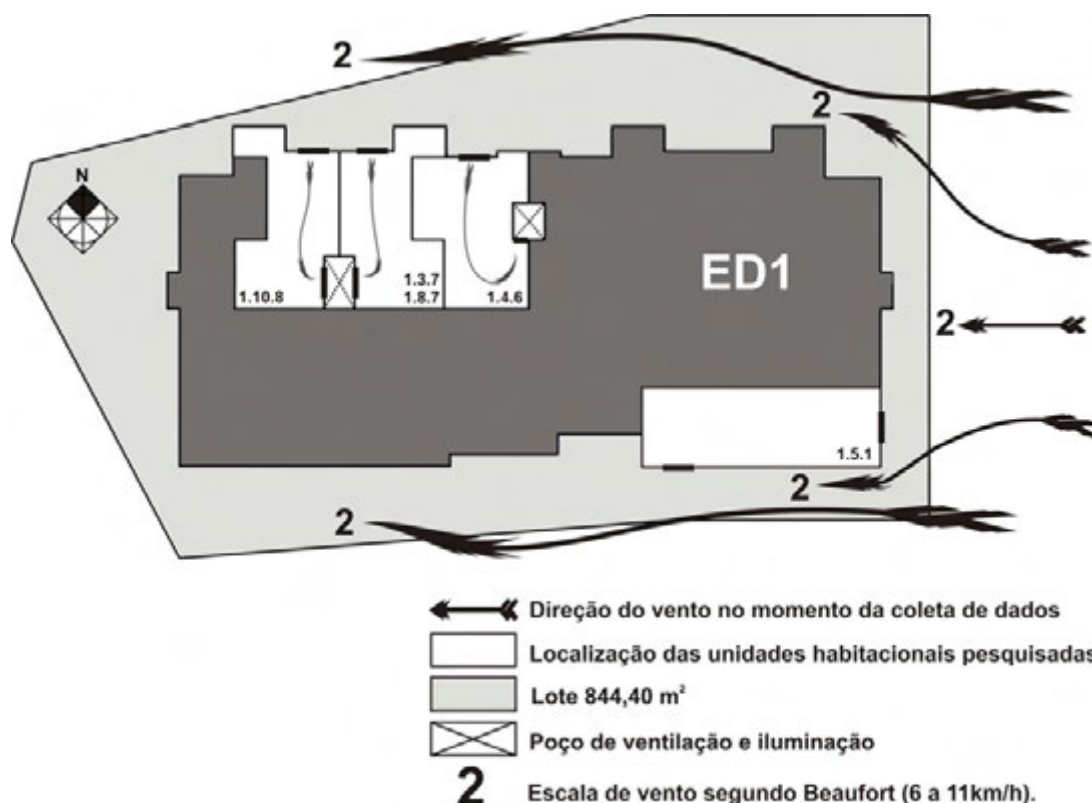 2
2
N
ED1
1.3.7
1.10.8
1.8.7
1.4.6
2
1.5.1
2
2
Direção do vento no momento da coleta de dados
Localização das unidades habitacionais pesquisadas
Lote 844,40 m²
Poço de ventilação e iluminação
2 Escala de vento segundo Beaufort (6 a 11km/h).